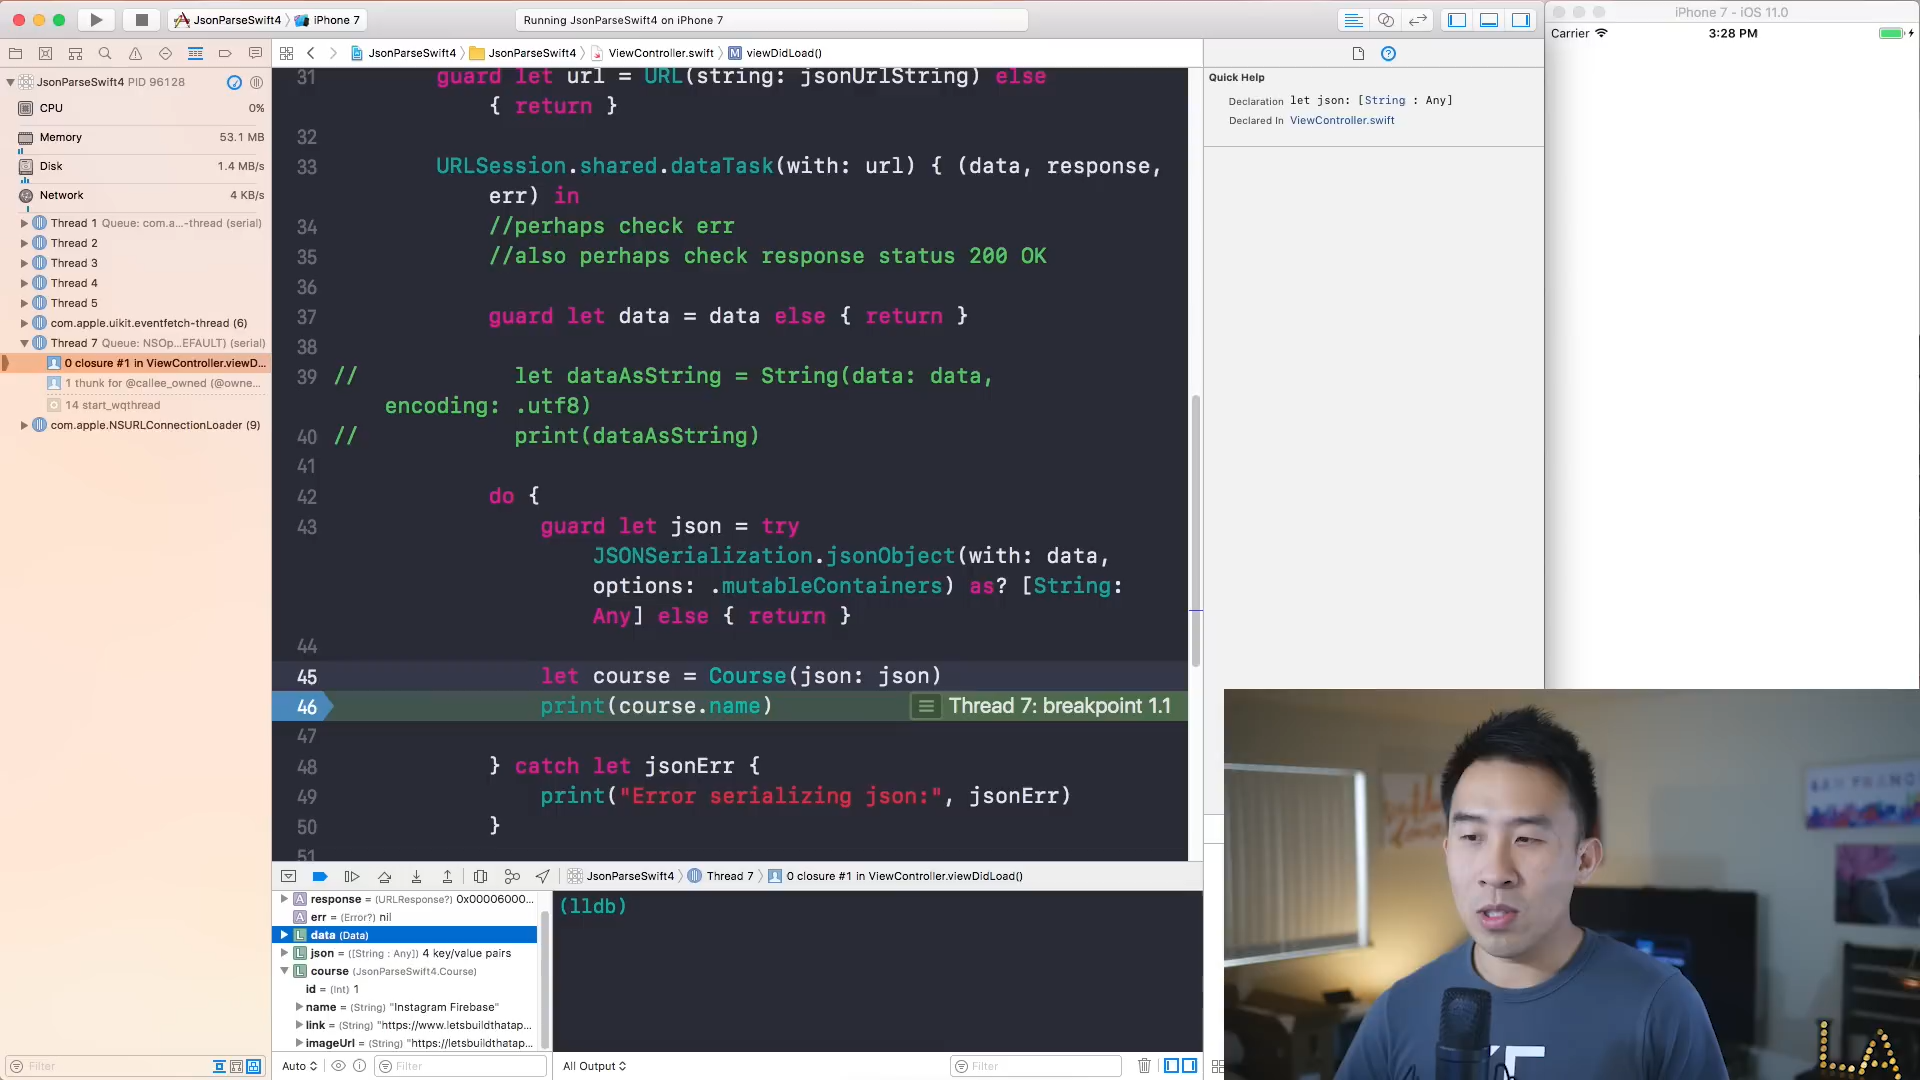 JsonParseSwift4 iPhone 7
Running JsonParseSwift4 on iPhone 7
iPhone 7 - iOS 11.0
Carrier 3:28 PM
JsonParseSwift4 JsonParseSwift4 ViewController.swift M viewDidLoad()
JsonParseSwift4 PID 96128
CPU 0%
Memory 53.1 MB
Disk 1.4 MB/s
Network 4 KB/s
Thread 1 Queue: com.a...-thread (serial)
Thread 2
Thread 3
Thread 4
Thread 5
com.apple.uikit.eventfetch-thread (6)
Thread 7 Queue: NSOp...EFAULT) (serial)
0 closure #1 in ViewController.viewD...
1 thunk for @callee_owned (@owne...
14 start_wqthread
com.apple.NSURLConnectionLoader (9)
31 guard let url = URL(string: jsonUrlString) else
{ return }
32
33 URLSession.shared.dataTask(with: url) { (data, response,
err) in
34 //perhaps check err
35 //also perhaps check response status 200 OK
36
37 guard let data = data else { return }
38
39 // let dataAsString = String(data: data,
encoding: .utf8)
40 // print(dataAsString)
41
42 do {
43 guard let json = try
JSONSerialization.jsonObject(with: data,
options: .mutableContainers) as? [String:
Any] else { return }
44
45 let course = Course(json: json)
46 print(course.name) Thread 7: breakpoint 1.1
47
48 } catch let jsonErr {
49 print("Error serializing json:", jsonErr)
50 }
51
Quick Help
Declaration let json: [String : Any]
Declared In ViewController.swift
JsonParseSwift4 Thread 7 0 closure #1 in ViewController.viewDidLoad()
A response = (URLResponse?) 0x00006000...
A err = (Error?) nil
L data (Data)
L json = ([String : Any]) 4 key/value pairs
L course (JsonParseSwift4.Course)
id = (Int) 1
name = (String) "Instagram Firebase"
link = (String) "https://www.letsbuildthatap...
imageUrl = (String) "https://letsbuildthatap...
(lldb)
Filter
Auto
Filter
All Output
Filter
LA